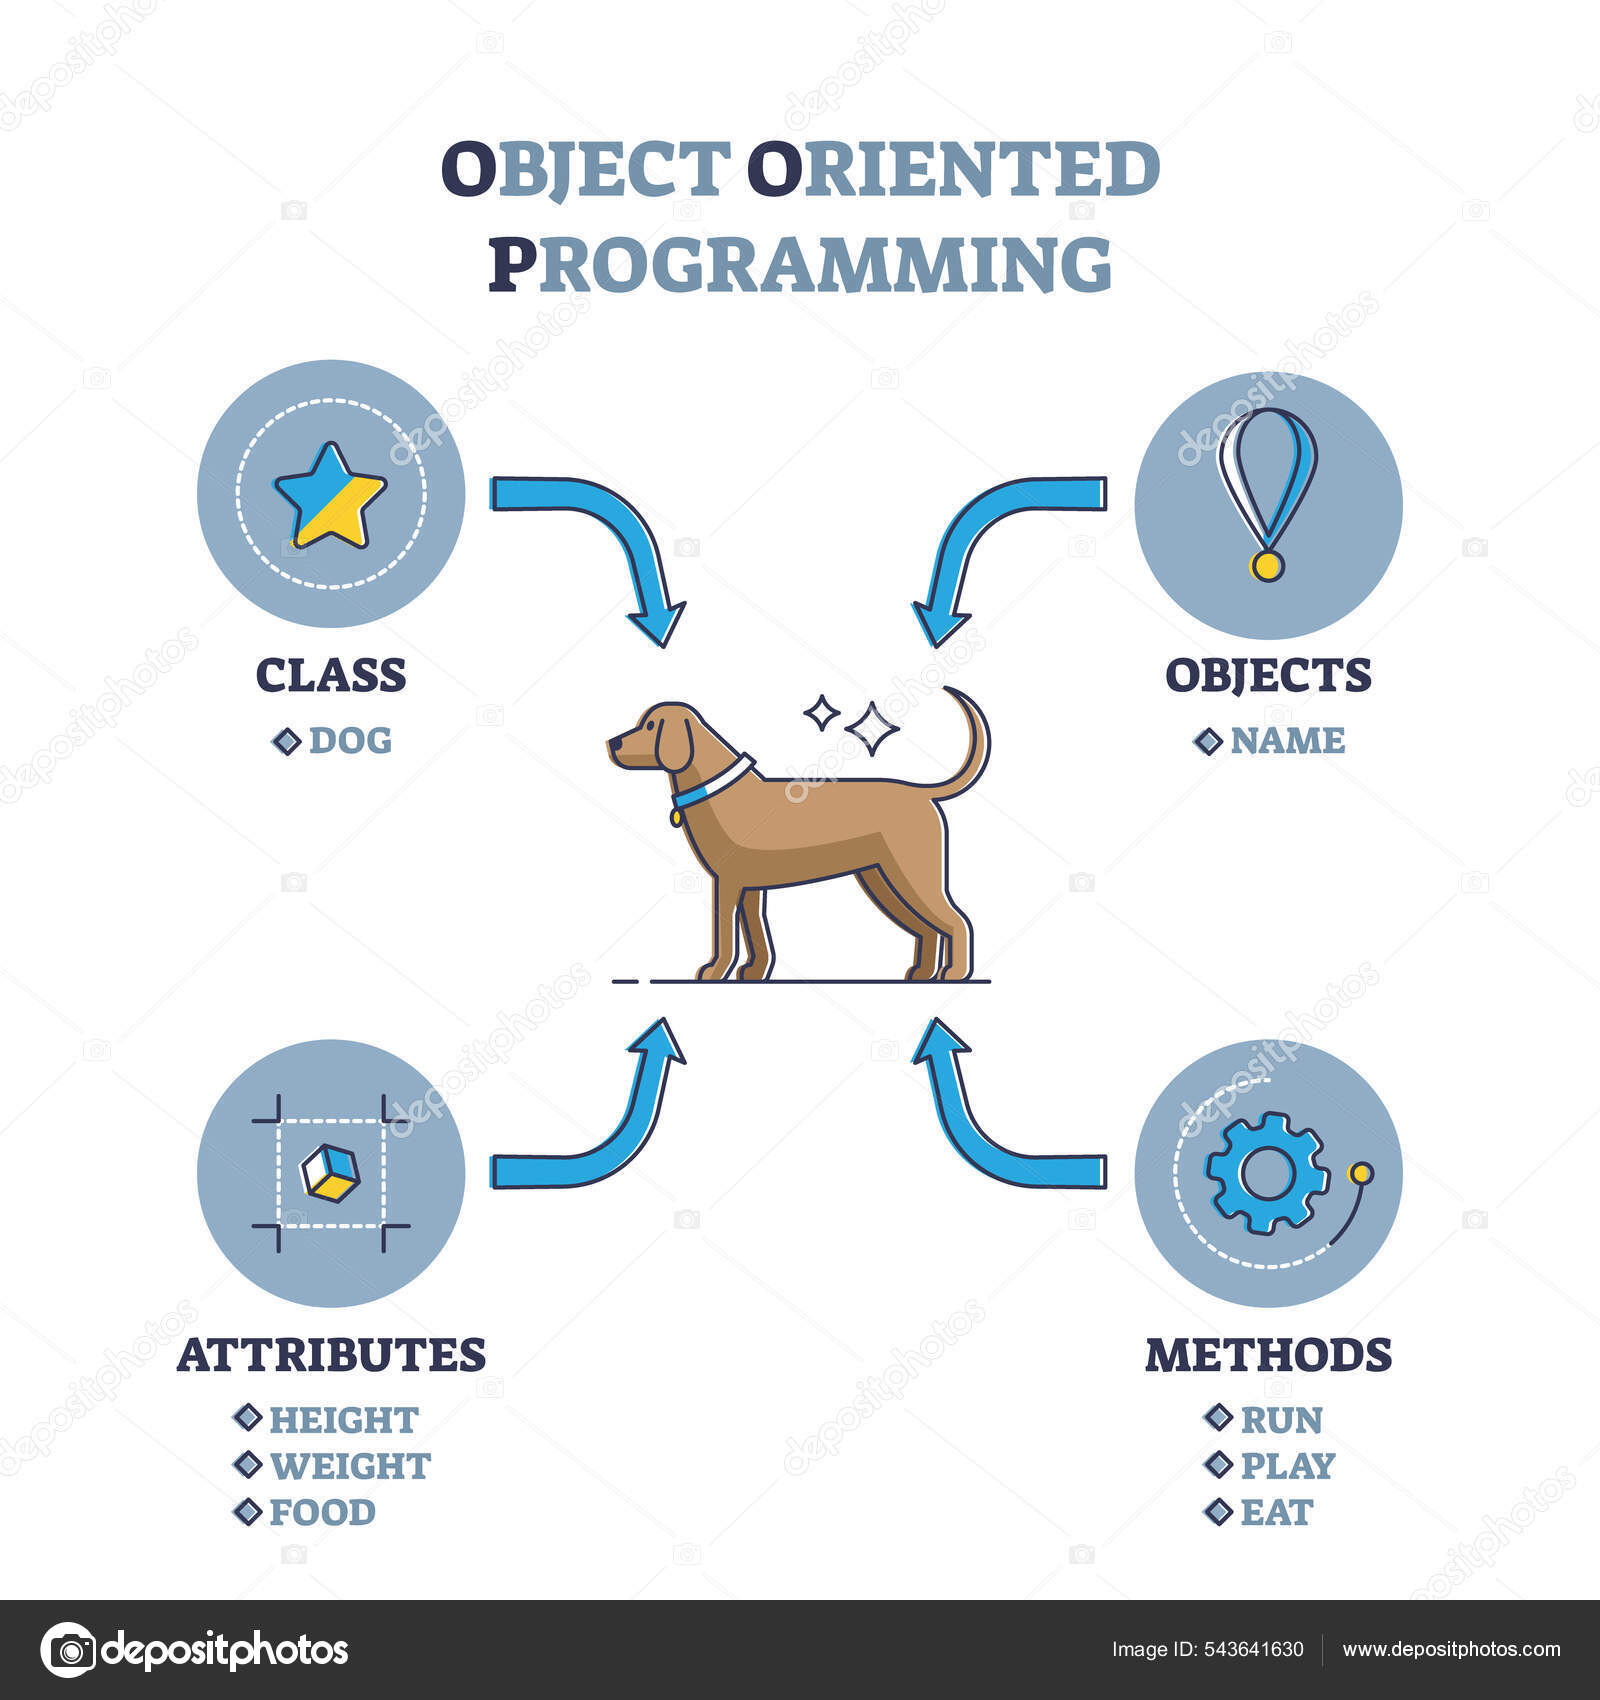 OBJECT ORIENTED
PROGRAMMING
CLASS
DOG
OBJECTS
NAME
ATTRIBUTES
HEIGHT
WEIGHT
FOOD
METHODS
RUN
PLAY
EAT
depositphotos
Image ID: 543641630
www.depositphotos.com